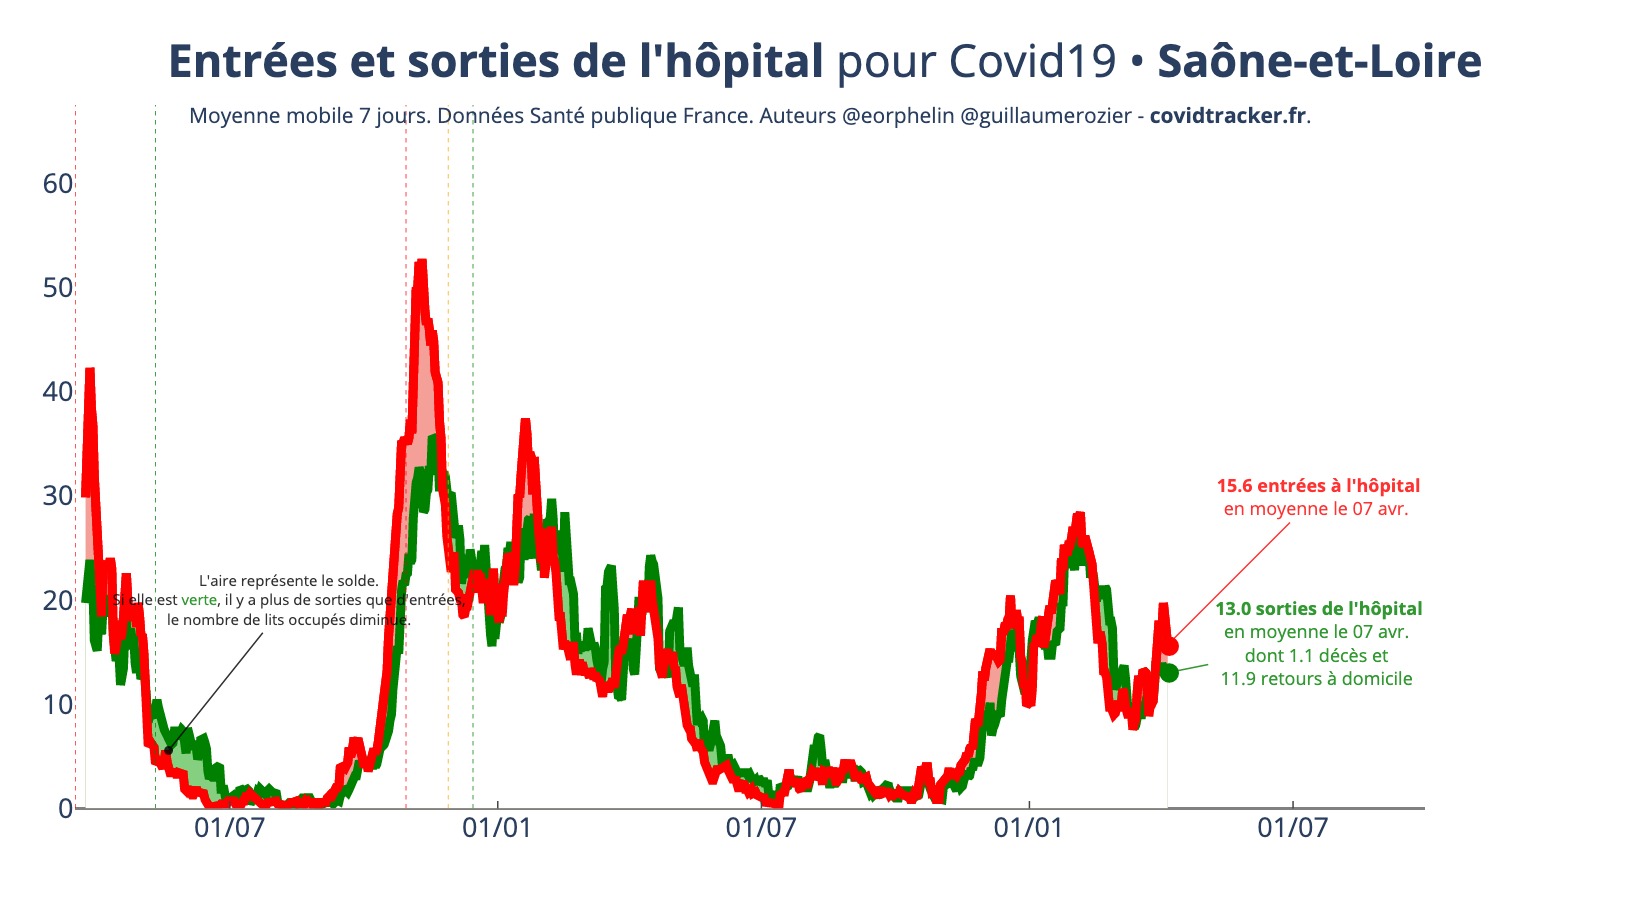 Entrées et sorties de l'hôpital pour Covid19 • Saône-et-Loire
Moyenne mobile 7 jours. Données Santé publique France. Auteurs @eorphelin @guillaumerozier - covidtracker.fr.
60
50
40
30
20
10
0
L'aire représente le solde.
Si elle est verte, il y a plus de sorties que d'entrées,
le nombre de lits occupés diminue.
15.6 entrées à l'hôpital
en moyenne le 07 avr.
13.0 sorties de l'hôpital
en moyenne le 07 avr.
dont 1.1 décès et
11.9 retours à domicile
01/07
01/01
01/07
01/01
01/07